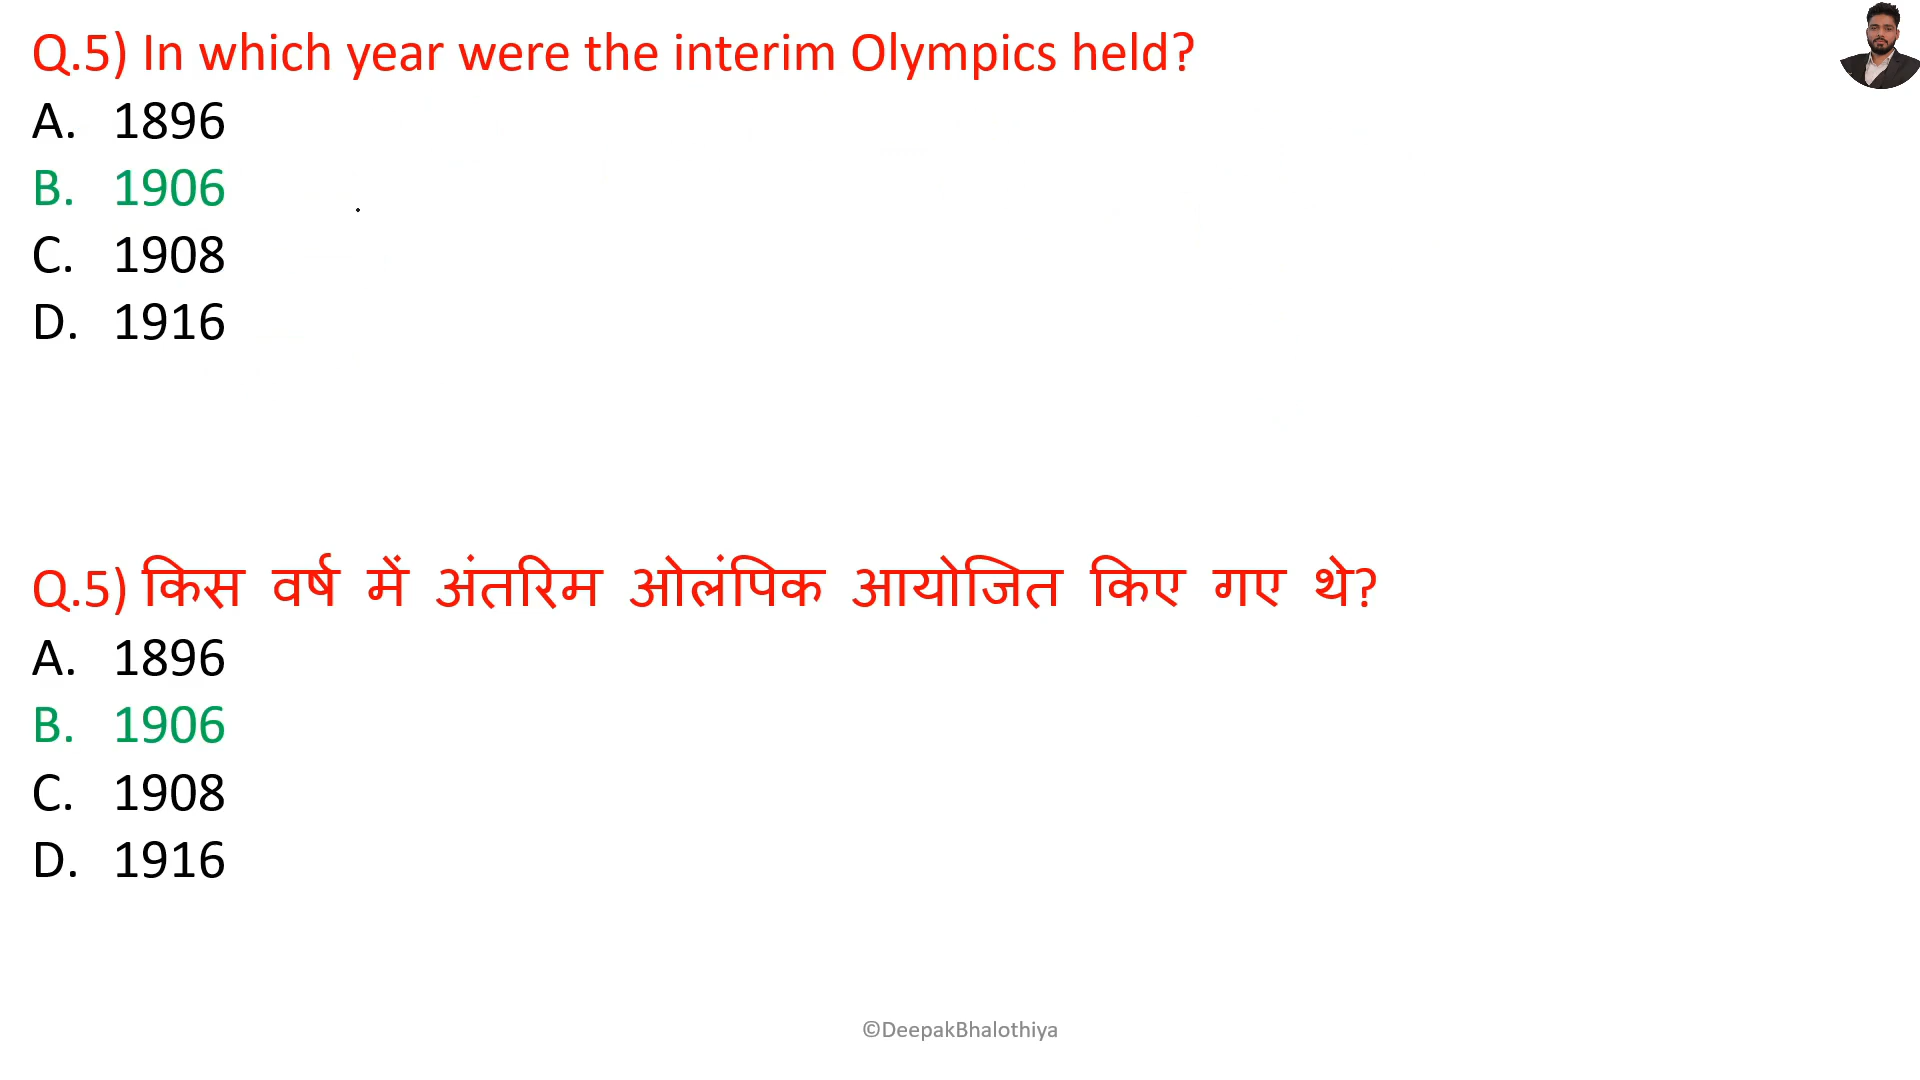 Q.5) In which year were the interim Olympics held?
A. 1896
B. 1906
C. 1908
D. 1916
Q.5) किस वर्ष में अंतरिम ओलंपिक आयोजित किए गए थे?
A. 1896
B. 1906
C. 1908
D. 1916
©DeepakBhalothiya